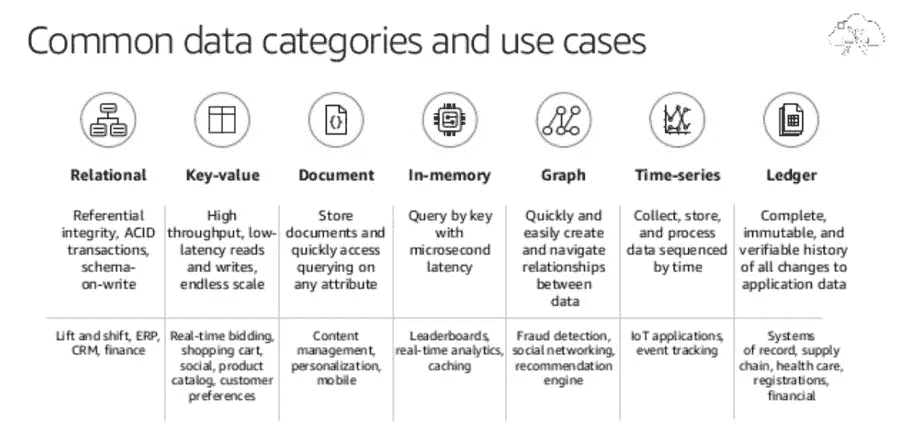 Common data categories and use cases
Relational
Key-value
Document
In-memory
Graph
Time-series
Ledger
Referential
integrity, ACID
transactions,
schema-
on-write
High
throughput, low-
latency reads
and writes,
endless scale
Store
documents and
quickly access
querying on
any attribute
Query by key
with
microsecond
latency
Quickly and
easily create
and navigate
relationships
between
data
Collect, store,
and process
data sequenced
by time
Complete,
immutable, and
verifiable history
of all changes to
application data
Lift and shift, ERP,
CRM, finance
Real-time bidding,
shopping cart,
social, product
catalog, customer
preferences
Content
management,
personalization,
mobile
Leaderboards,
real-time analytics,
caching
Fraud detection,
social networking,
recommendation
engine
IoT applications,
event tracking
Systems
of record, supply
chain, health care,
registrations,
financial